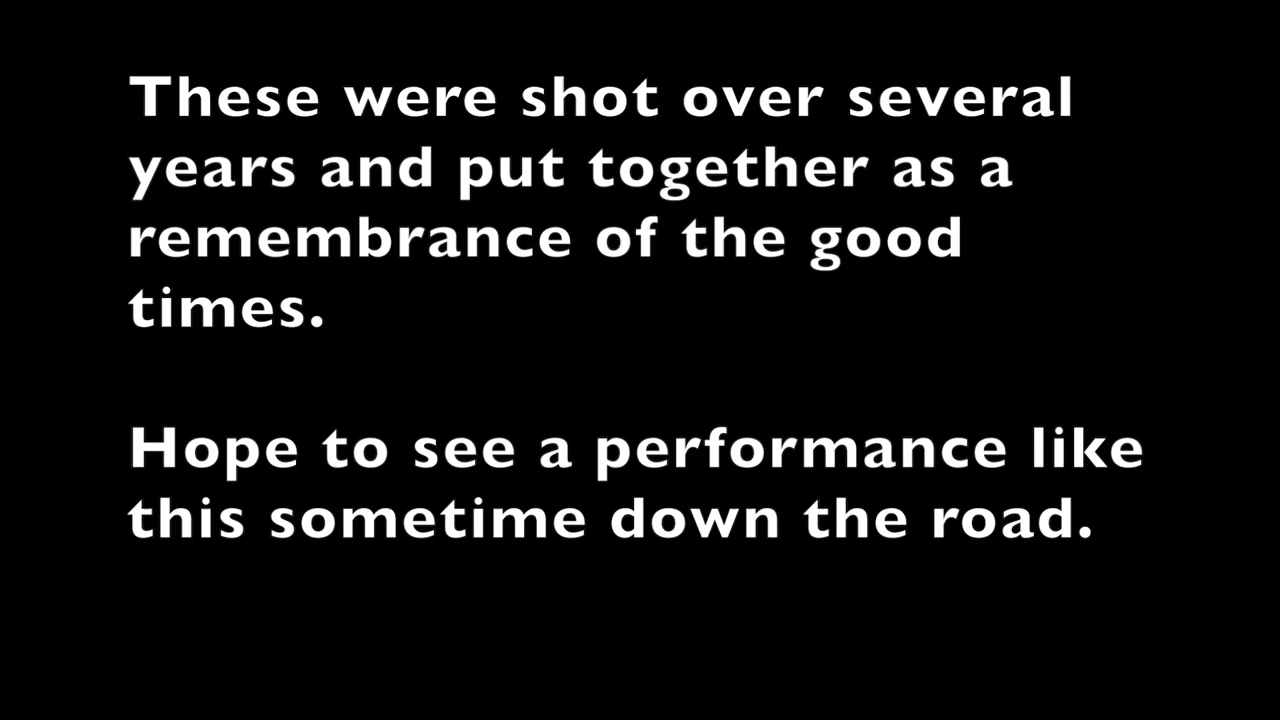 These were shot over several
years and put together as a
remembrance of the good
times.
Hope to see a performance like
this sometime down the road.